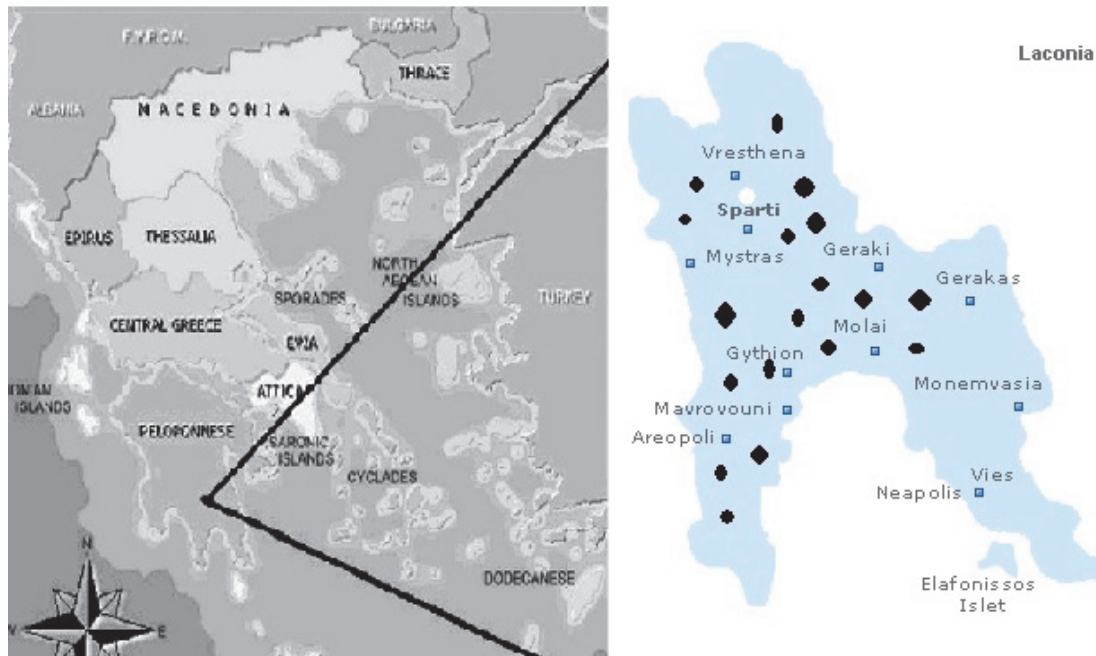 F.Y.R.O.M.
BULGARIA
THRACE
ALBANIA
MACEDONIA
EPIRUS
THESSALIA
NORTH
AEGEAN
ISLANDS
SPORADES
TURKEY
CENTRAL GREECE
EVIA
ATTICA
ISLANDS
PELOPONNESE
SARONIC
ISLANDS
CYCLADES
DODECANESE
N
E
Laconia
Vresthena
Sparti
Mystras
Geraki
Gerakas
Molai
Gythion
Monemvasia
Mavrovouni
Areopoli
Vies
Neapolis
Elafonissos
Islet